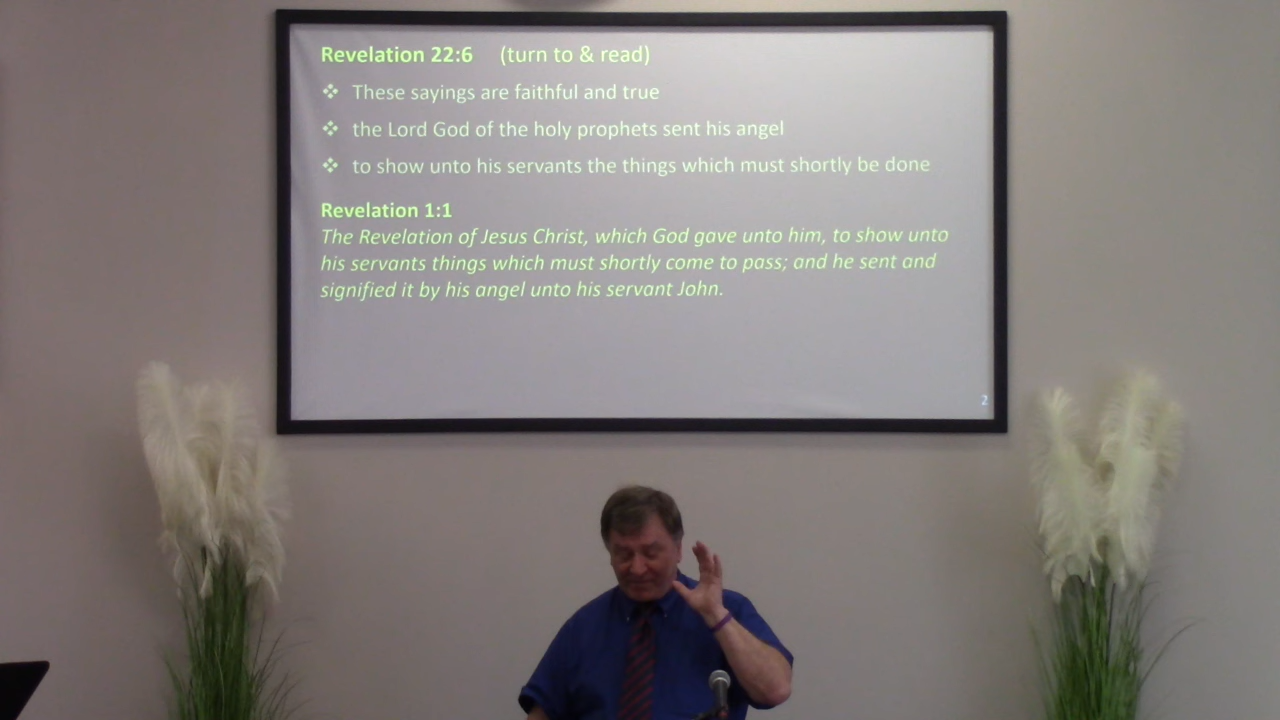 Revelation 22:6 (turn to & read)
❖ These sayings are faithful and true
❖ the Lord God of the holy prophets sent his angel
❖ to show unto his servants the things which must shortly be done
Revelation 1:1
The Revelation of Jesus Christ, which God gave unto him, to show unto
his servants things which must shortly come to pass; and he sent and
signified it by his angel unto his servant John.
2